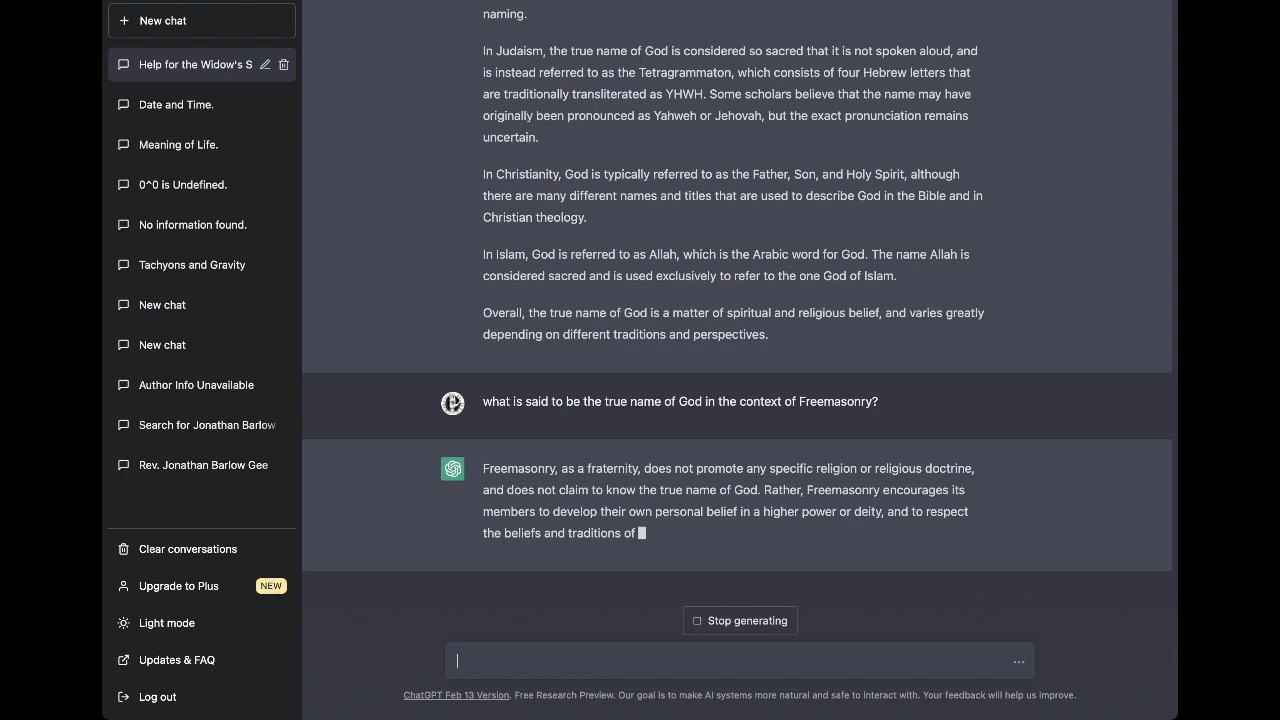 New chat
Help for the Widow's S
Date and Time.
Meaning of Life.
0^0 is Undefined.
No information found.
Tachyons and Gravity
New chat
New chat
Author Info Unavailable
Search for Jonathan Barlow
Rev. Jonathan Barlow Gee
Clear conversations
Upgrade to Plus NEW
Light mode
Updates & FAQ
Log out
naming.
In Judaism, the true name of God is considered so sacred that it is not spoken aloud, and
is instead referred to as the Tetragrammaton, which consists of four Hebrew letters that
are traditionally transliterated as YHWH. Some scholars believe that the name may have
originally been pronounced as Yahweh or Jehovah, but the exact pronunciation remains
uncertain.
In Christianity, God is typically referred to as the Father, Son, and Holy Spirit, although
there are many different names and titles that are used to describe God in the Bible and in
Christian theology.
In Islam, God is referred to as Allah, which is the Arabic word for God. The name Allah is
considered sacred and is used exclusively to refer to the one God of Islam.
Overall, the true name of God is a matter of spiritual and religious belief, and varies greatly
depending on different traditions and perspectives.
what is said to be the true name of God in the context of Freemasonry?
Freemasonry, as a fraternity, does not promote any specific religion or religious doctrine,
and does not claim to know the true name of God. Rather, Freemasonry encourages its
members to develop their own personal belief in a higher power or deity, and to respect
the beliefs and traditions of
Stop generating
ChatGPT Feb 13 Version. Free Research Preview. Our goal is to make AI systems more natural and safe to interact with. Your feedback will help us improve.